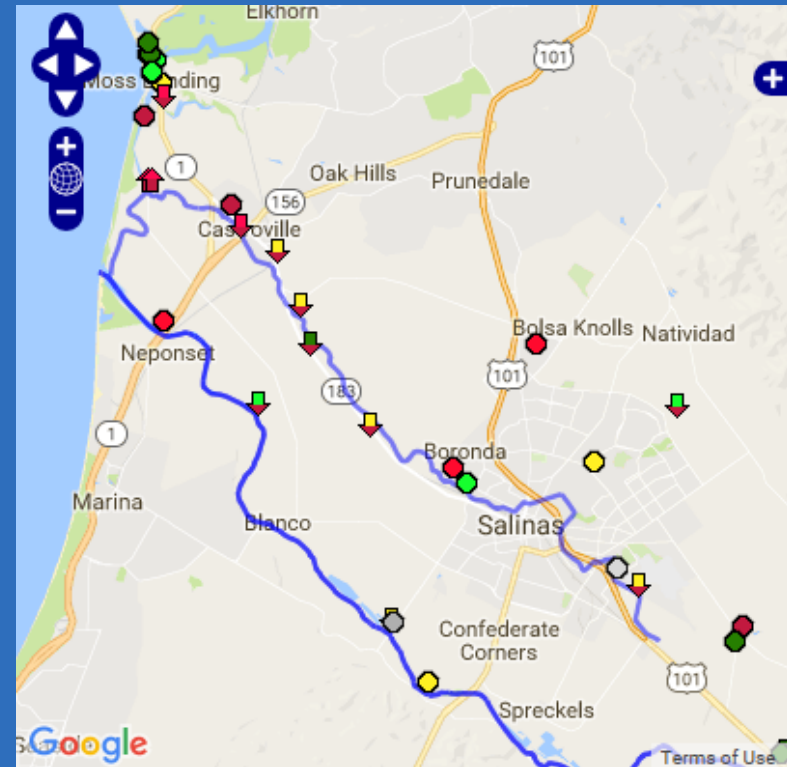 Elkhorn
101
Moss Landing
1
Oak Hills
Prunedale
156
Castroville
Bolsa Knolls
Natividad
Neponset
101
183
1
Boronda
Marina
Blanco
Salinas
Confederate
Corners
101
Spreckels
Google
Terms of Use